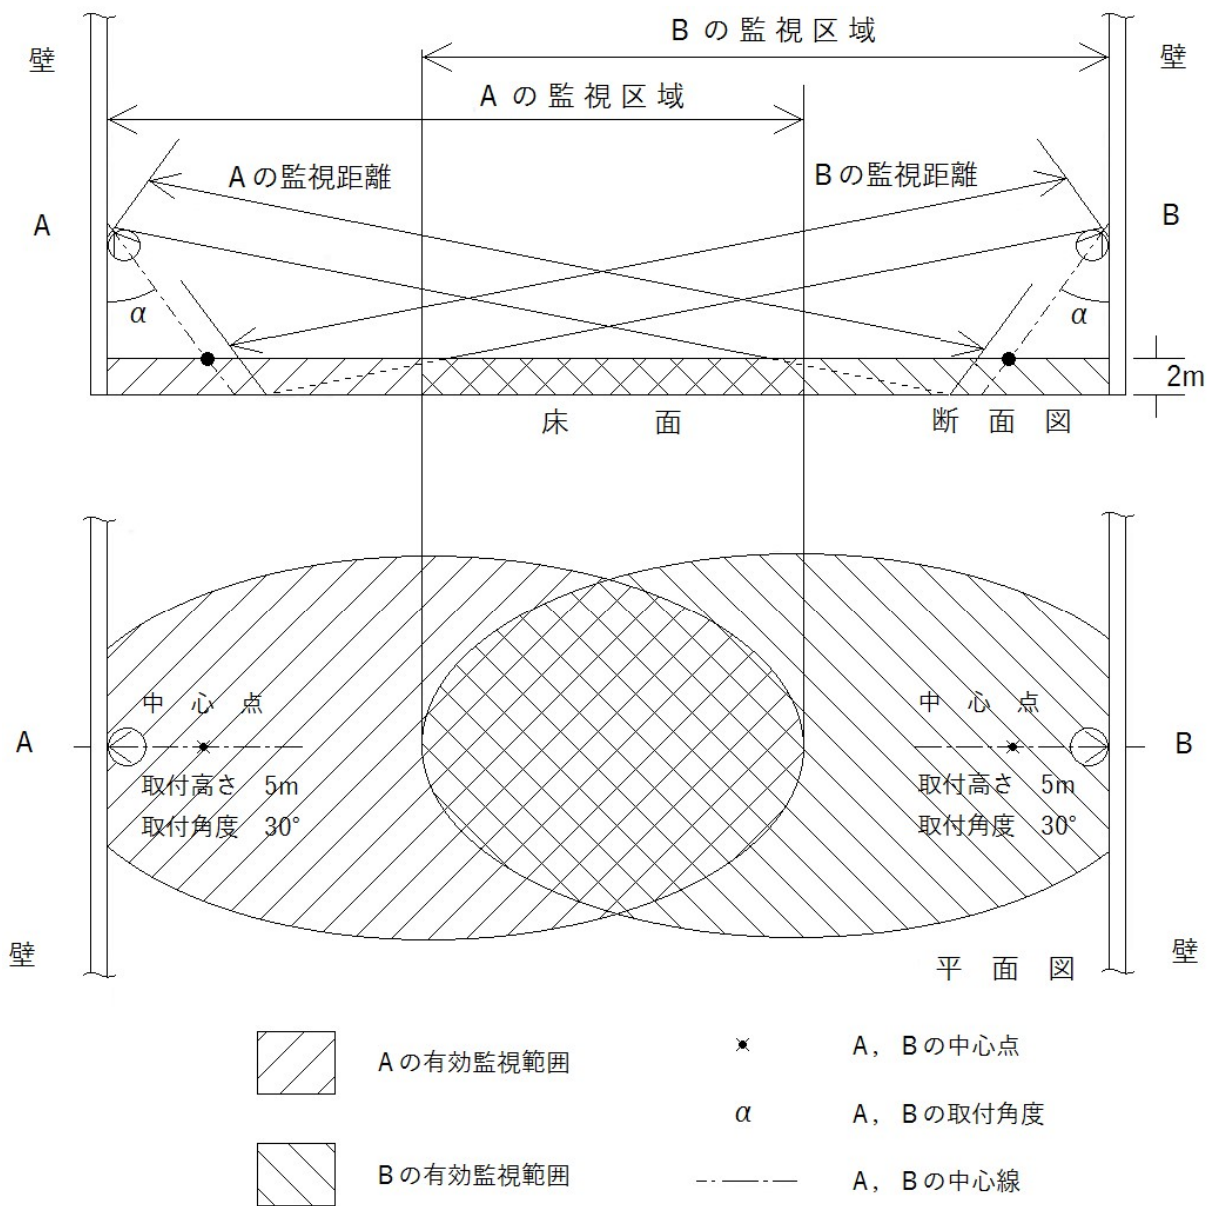 Bの監視区域
壁
壁
Aの監視区域
Aの監視距離
Bの監視距離
A
B
α
α
2m
床面
断面図
中心点
中心点
A
B
取付高さ 5m
取付高さ 5m
取付角度 30°
取付角度 30°
壁
壁
平面図
Aの有効監視範囲
A，Bの中心点
α
A，Bの取付角度
Bの有効監視範囲
A，Bの中心線